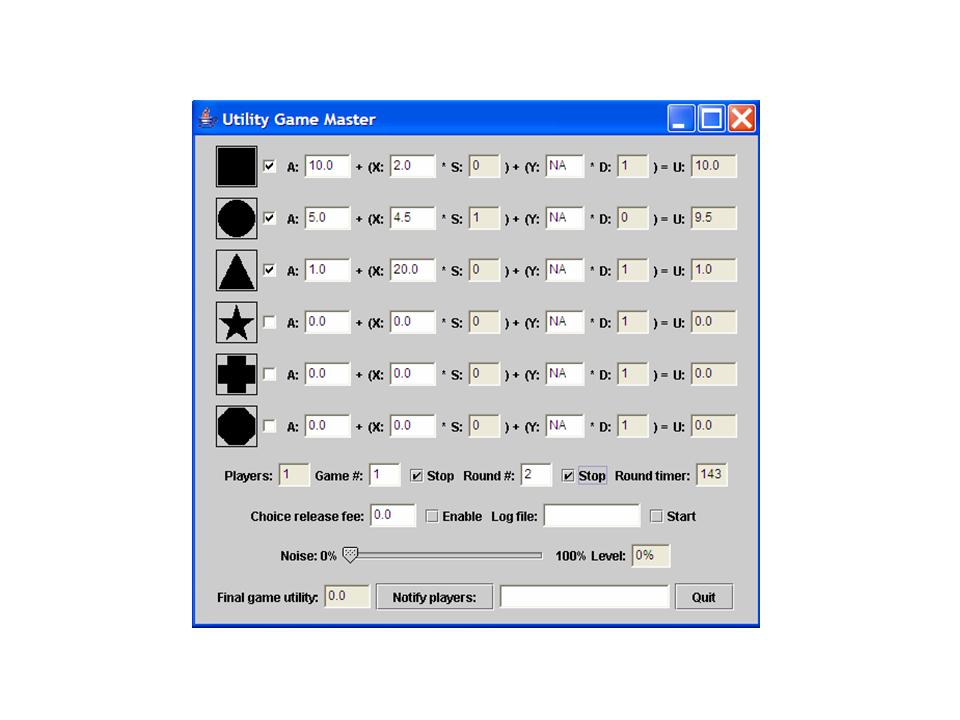 Utility Game Master
A: 10.0 + (X: 2.0 * S: 0 ) + (Y: NA * D: 1 ) = U: 10.0
A: 5.0 + (X: 4.5 * S: 1 ) + (Y: NA * D: 0 ) = U: 9.5
A: 1.0 + (X: 20.0 * S: 0 ) + (Y: NA * D: 1 ) = U: 1.0
A: 0.0 + (X: 0.0 * S: 0 ) + (Y: NA * D: 1 ) = U: 0.0
A: 0.0 + (X: 0.0 * S: 0 ) + (Y: NA * D: 1 ) = U: 0.0
A: 0.0 + (X: 0.0 * S: 0 ) + (Y: NA * D: 1 ) = U: 0.0
Players: 1 Game #: 1 Stop Round #: 2 Stop Round timer: 143
Choice release fee: 0.0 Enable Log file: Start
Noise: 0% 100% Level: 0%
Final game utility: 0.0 Notify players: Quit